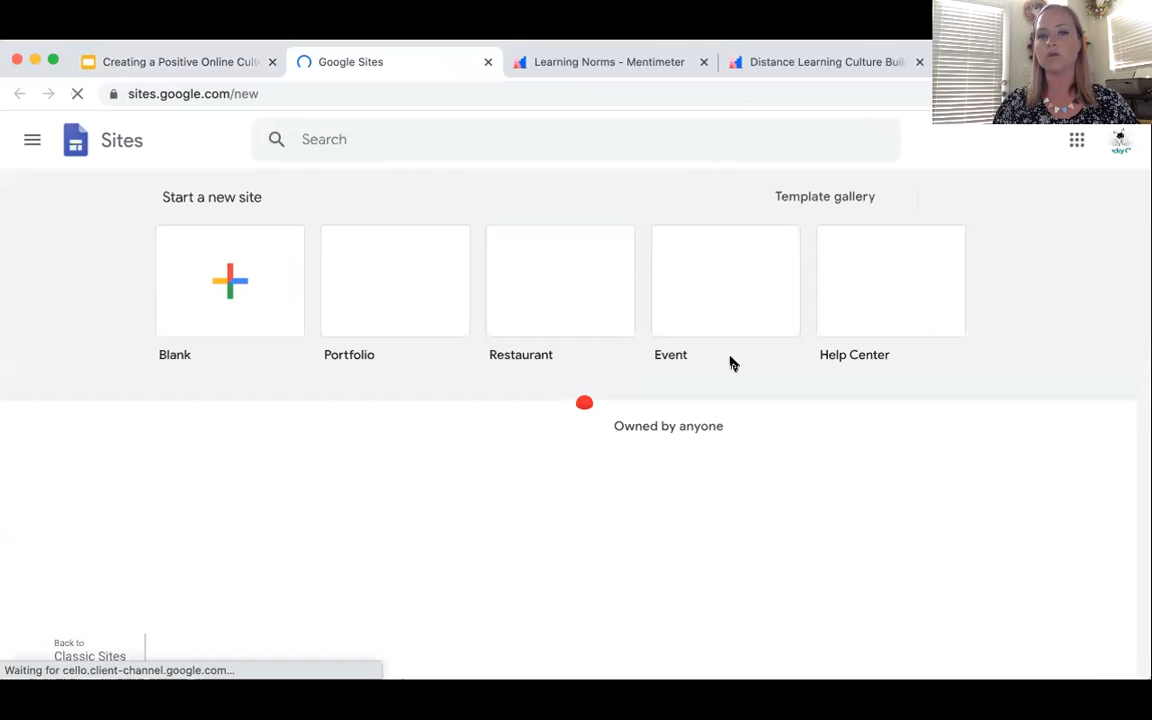 Creating a Positive Online Cult
Google Sites
Learning Norms - Mentimeter
Distance Learning Culture Buil
sites.google.com/new
Sites
Search
Start a new site
Template gallery
Blank
Portfolio
Restaurant
Event
Help Center
Owned by anyone
Back to
Classic Sites
Waiting for cello.client-channel.google.com...